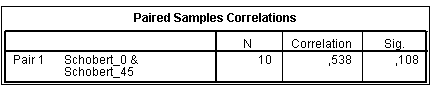 Paired Samples Correlations
N Correlation Sig.
Pair 1 Schobert_0 & 10 ,538 ,108
Schobert_45